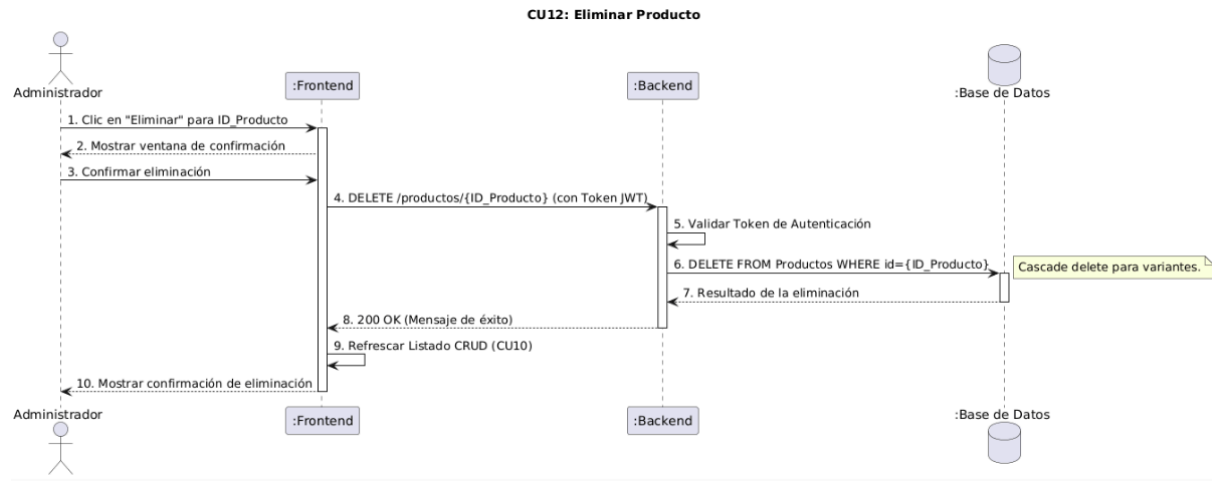 CU12: Eliminar Producto
Administrador
:Frontend
:Backend
:Base de Datos
1. Clic en "Eliminar" para ID_Producto
2. Mostrar ventana de confirmación
3. Confirmar eliminación
4. DELETE /productos/{ID_Producto} (con Token JWT)
5. Validar Token de Autenticación
6. DELETE FROM Productos WHERE id={ID_Producto}
Cascade delete para variantes.
7. Resultado de la eliminación
8. 200 OK (Mensaje de éxito)
9. Refrescar Listado CRUD (CU10)
10. Mostrar confirmación de eliminación
Administrador
:Frontend
:Backend
:Base de Datos